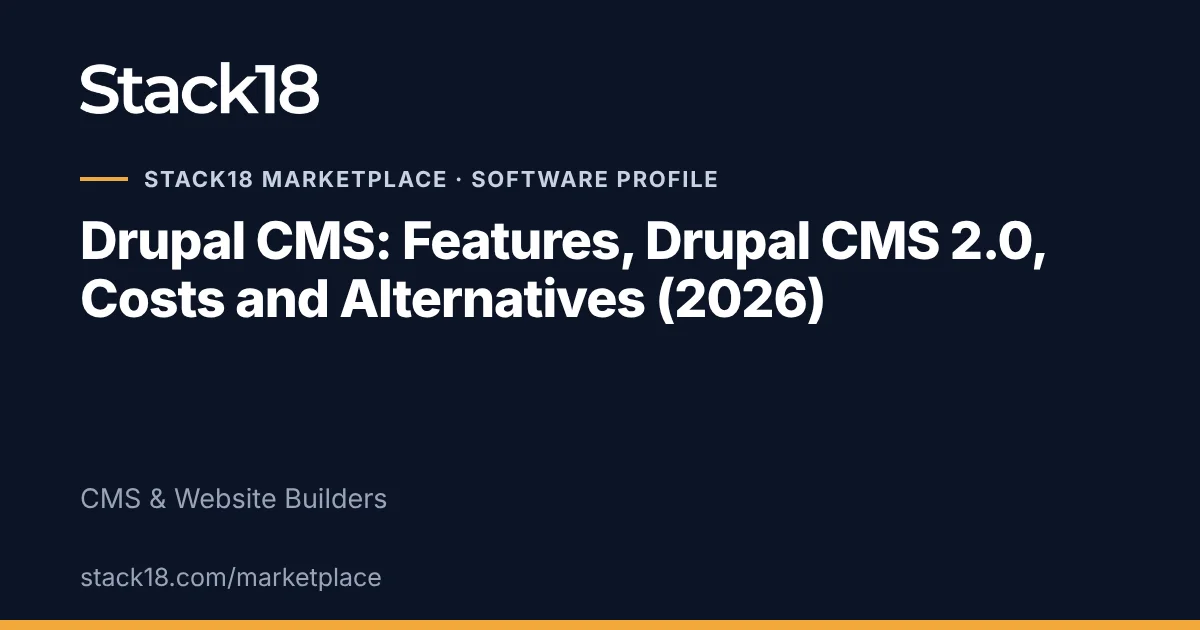 Stack18
STACK18 MARKETPLACE · SOFTWARE PROFILE
Drupal CMS: Features, Drupal CMS 2.0,
Costs and Alternatives (2026)
CMS & Website Builders
stack18.com/marketplace